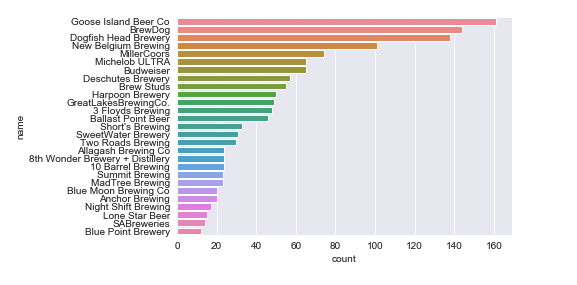 Goose Island Beer Co
BrewDog
Dogfish Head Brewery
New Belgium Brewing
MillerCoors
Michelob ULTRA
Budweiser
Deschutes Brewery
Brew Studs
Harpoon Brewery
GreatLakesBrewingCo.
3 Floyds Brewing
Ballast Point Beer
Short's Brewing
SweetWater Brewery
Two Roads Brewing
Allagash Brewing Co
8th Wonder Brewery + Distillery
10 Barrel Brewing
Summit Brewing
MadTree Brewing
Blue Moon Brewing Co
Anchor Brewing
Night Shift Brewing
Lone Star Beer
SABreweries
Blue Point Brewery
name
0 20 40 60 80 100 120 140 160
count